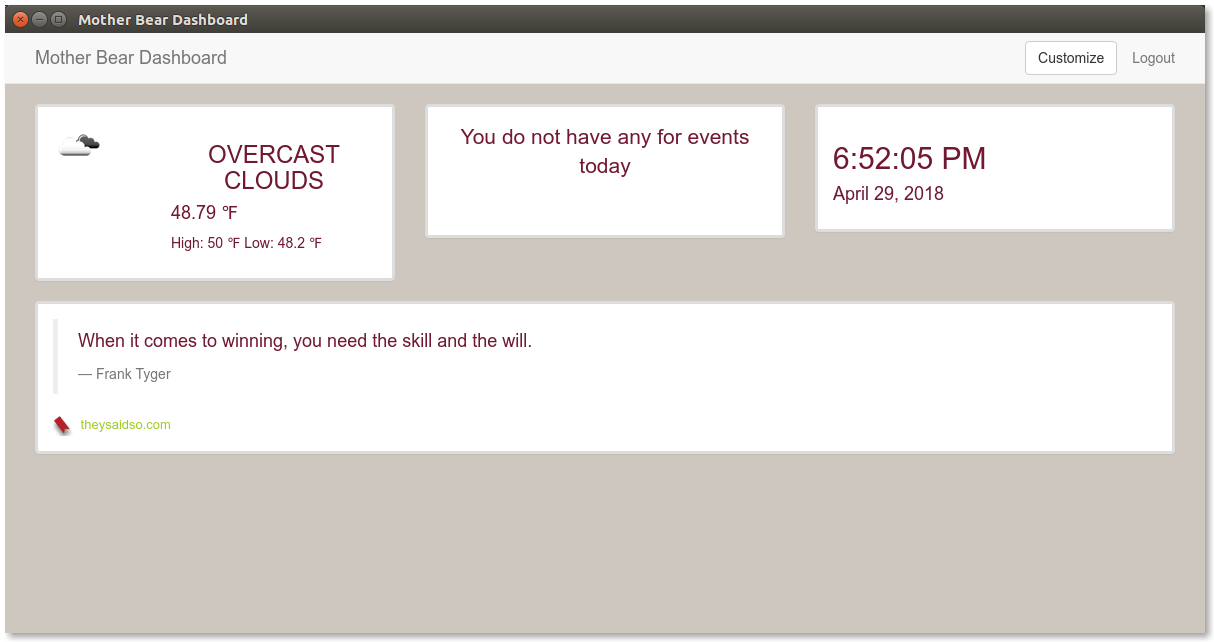 Mother Bear Dashboard
Mother Bear Dashboard
Customize
Logout
OVERCAST
CLOUDS
48.79 °F
High: 50 °F Low: 48.2 °F
You do not have any for events
today
6:52:05 PM
April 29, 2018
When it comes to winning, you need the skill and the will.
— Frank Tyger
theysaidso.com